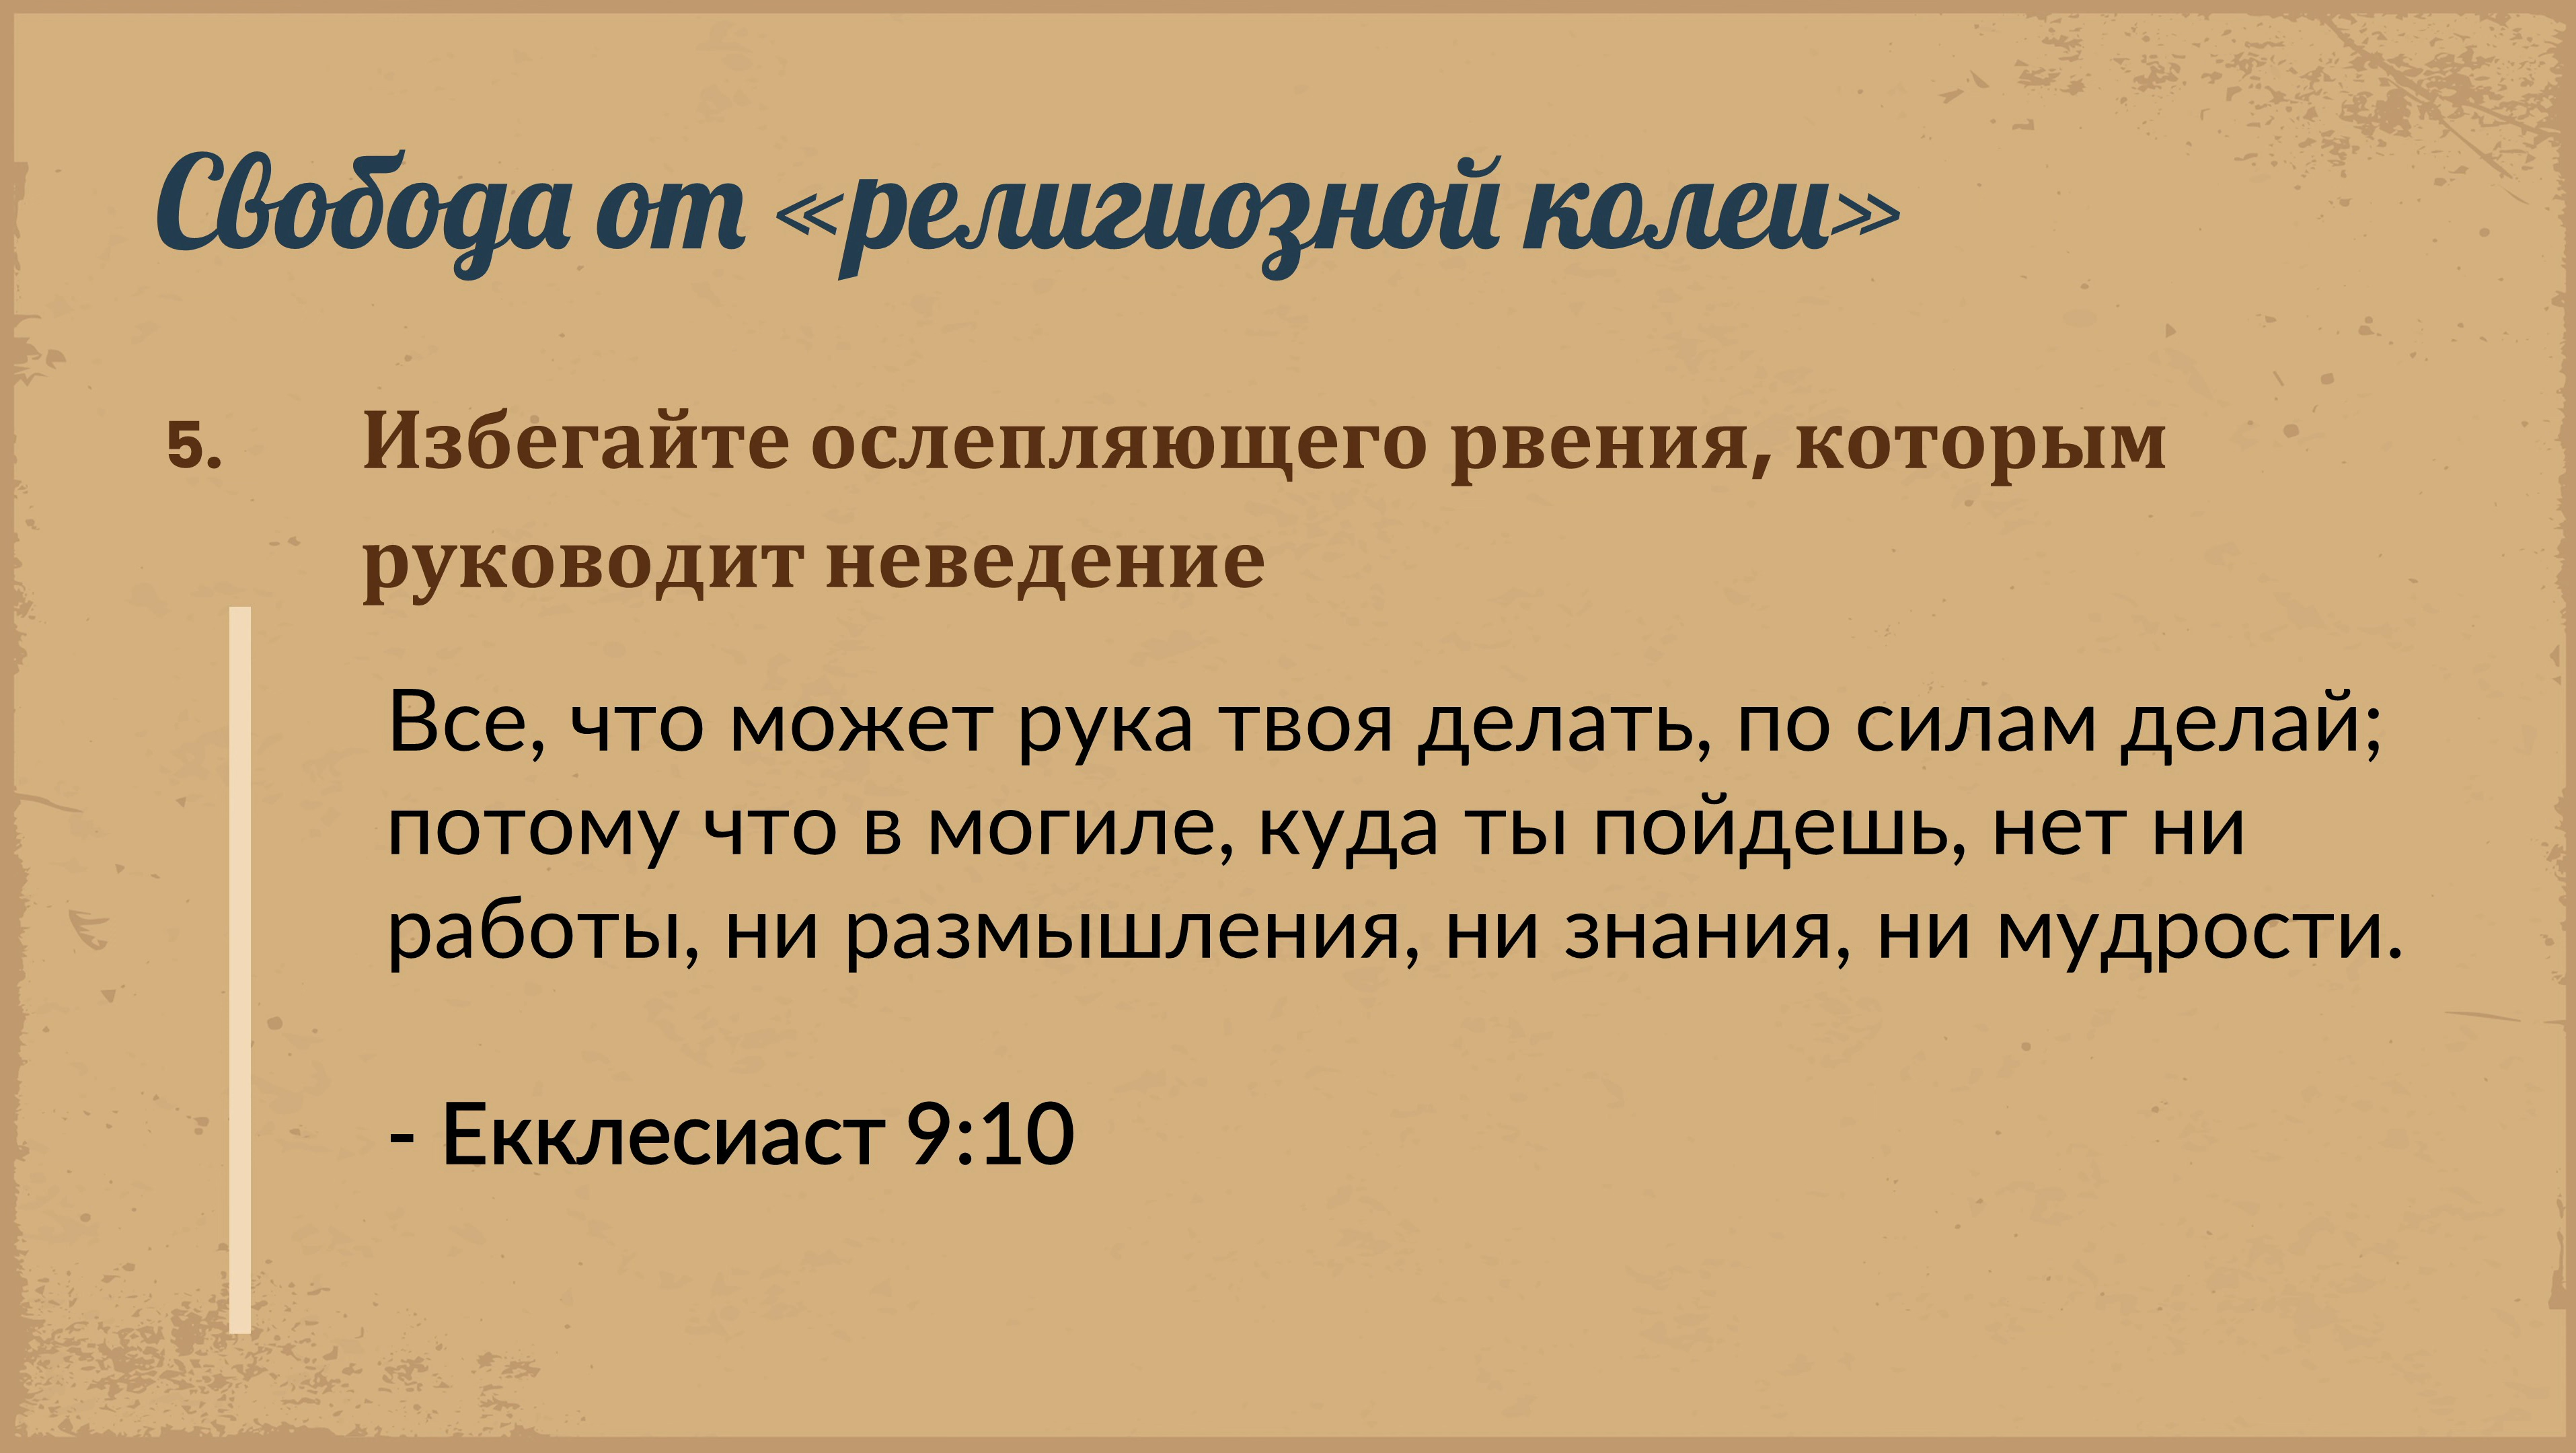 Свобода от «религиозной колеи»
5. Избегайте ослепляющего рвения, которым
руководит неведение
Все, что может рука твоя делать, по силам делай;
потому что в могиле, куда ты пойдешь, нет ни
работы, ни размышления, ни знания, ни мудрости.
- Екклесиаст 9:10